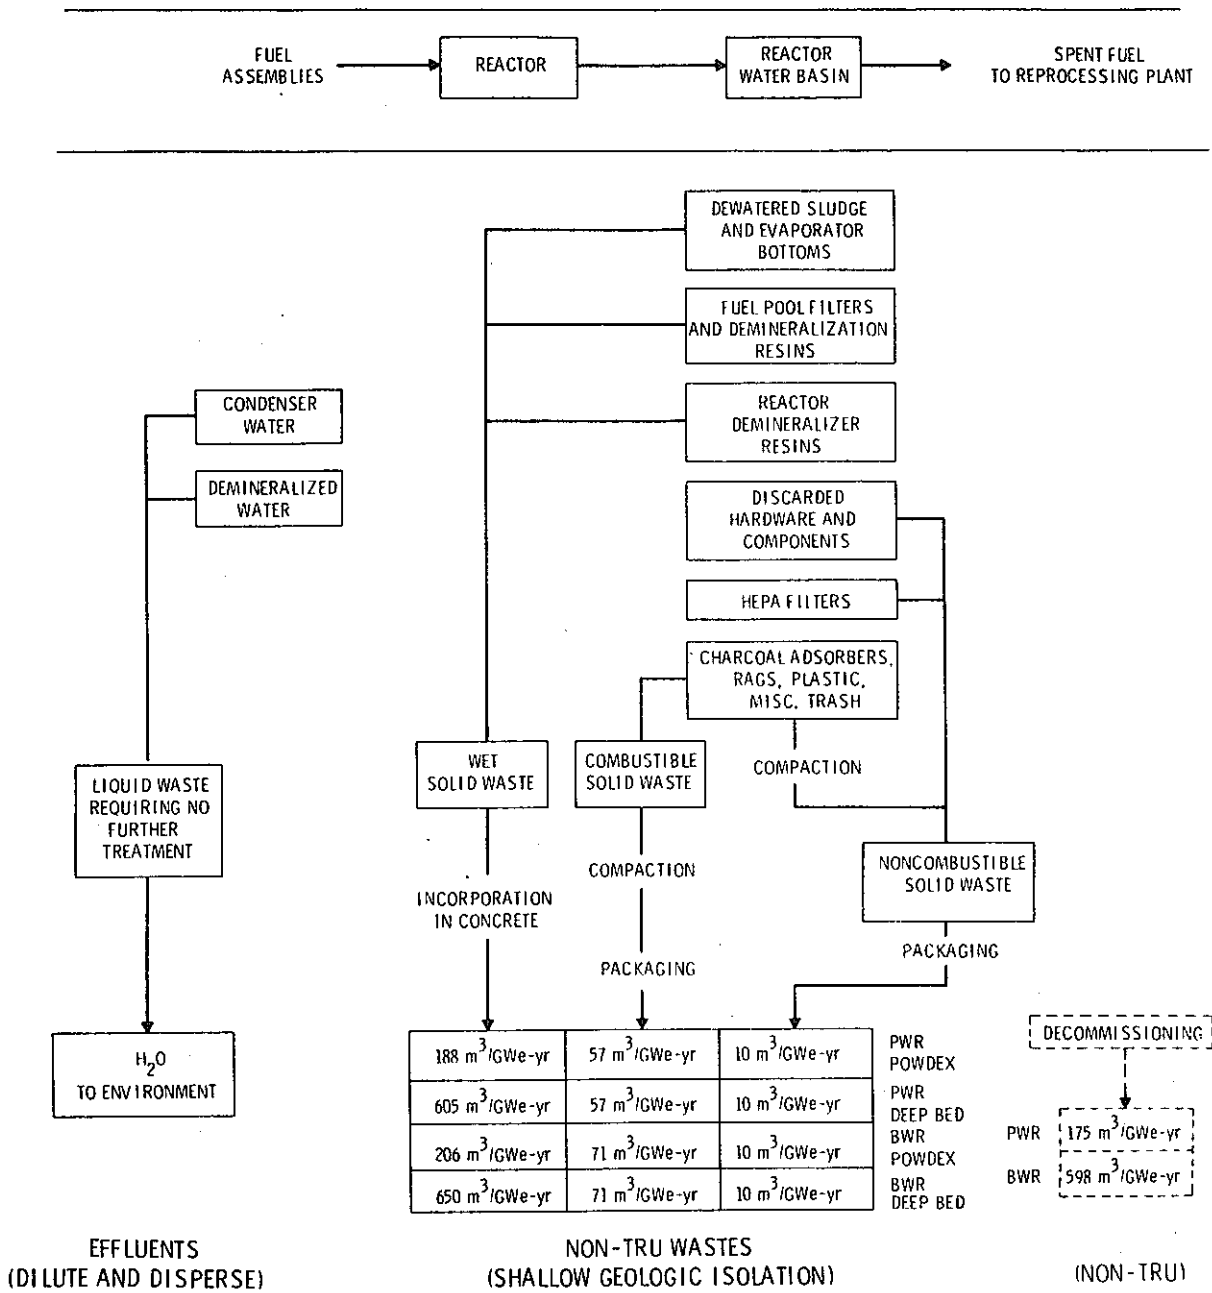 FUEL
ASSEMBLIES
REACTOR
REACTOR
WATER BASIN
SPENT FUEL
TO REPROCESSING PLANT
DEWATERED SLUDGE
AND EVAPORATOR
BOTTOMS
FUEL POOL FILTERS
AND DEMINERALIZATION
RESINS
REACTOR
DEMINERALIZER
RESINS
DISCARDED
HARDWARE AND
COMPONENTS
HEPA FILTERS
CHARCOAL ADSORBERS,
RAGS, PLASTIC,
MISC. TRASH
CONDENSER
WATER
DEMINERALIZED
WATER
LIQUID WASTE
REQUIRING NO
FURTHER
TREATMENT
WET
SOLID WASTE
COMBUSTIBLE
SOLID WASTE
COMPACTION
NONCOMBUSTIBLE
SOLID WASTE
COMPACTION
INCORPORATION
IN CONCRETE
PACKAGING
PACKAGING
H₂O
TO ENVIRONMENT
188 m³/GWe-yr 57 m³/GWe-yr 10 m³/GWe-yr PWR
POWDEX
605 m³/GWe-yr 57 m³/GWe-yr 10 m³/GWe-yr PWR
DEEP BED
206 m³/GWe-yr 71 m³/GWe-yr 10 m³/GWe-yr BWR
POWDEX
650 m³/GWe-yr 71 m³/GWe-yr 10 m³/GWe-yr BWR
DEEP BED
DECOMMISSIONING
PWR 175 m³/GWe-yr
BWR 598 m³/GWe-yr
EFFLUENTS
(DILUTE AND DISPERSE)
NON-TRU WASTES
(SHALLOW GEOLOGIC ISOLATION)
(NON-TRU)